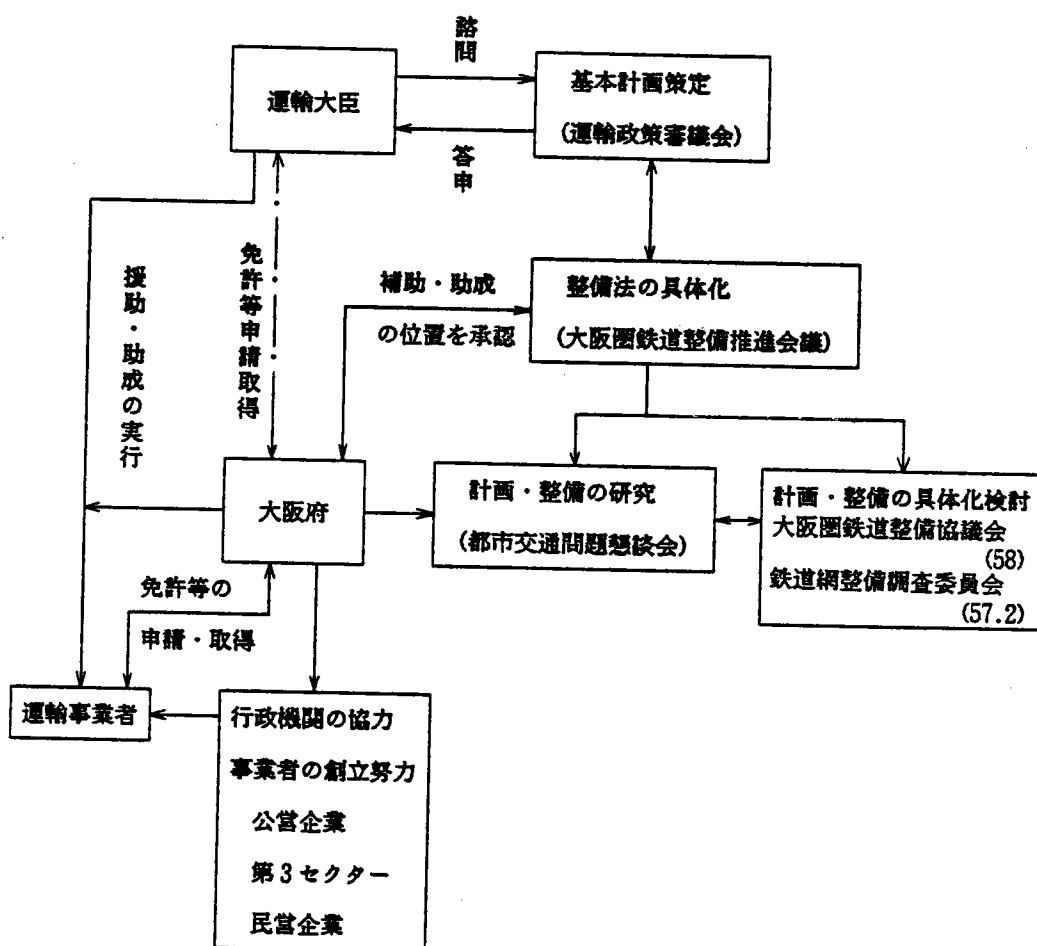 諮問
運輸大臣
基本計画策定
(運輸政策審議会)
答申
援助・助成の実行
免許等申請取得
補助・助成
の位置を承認
整備法の具体化
(大阪圏鉄道整備推進会議)
大阪府
計画・整備の研究
(都市交通問題懇談会)
計画・整備の具体化検討
大阪圏鉄道整備協議会
(58)
鉄道網整備調査委員会
(57.2)
免許等の
申請・取得
運輸事業者
行政機関の協力
事業者の創立努力
公営企業
第3セクター
民営企業